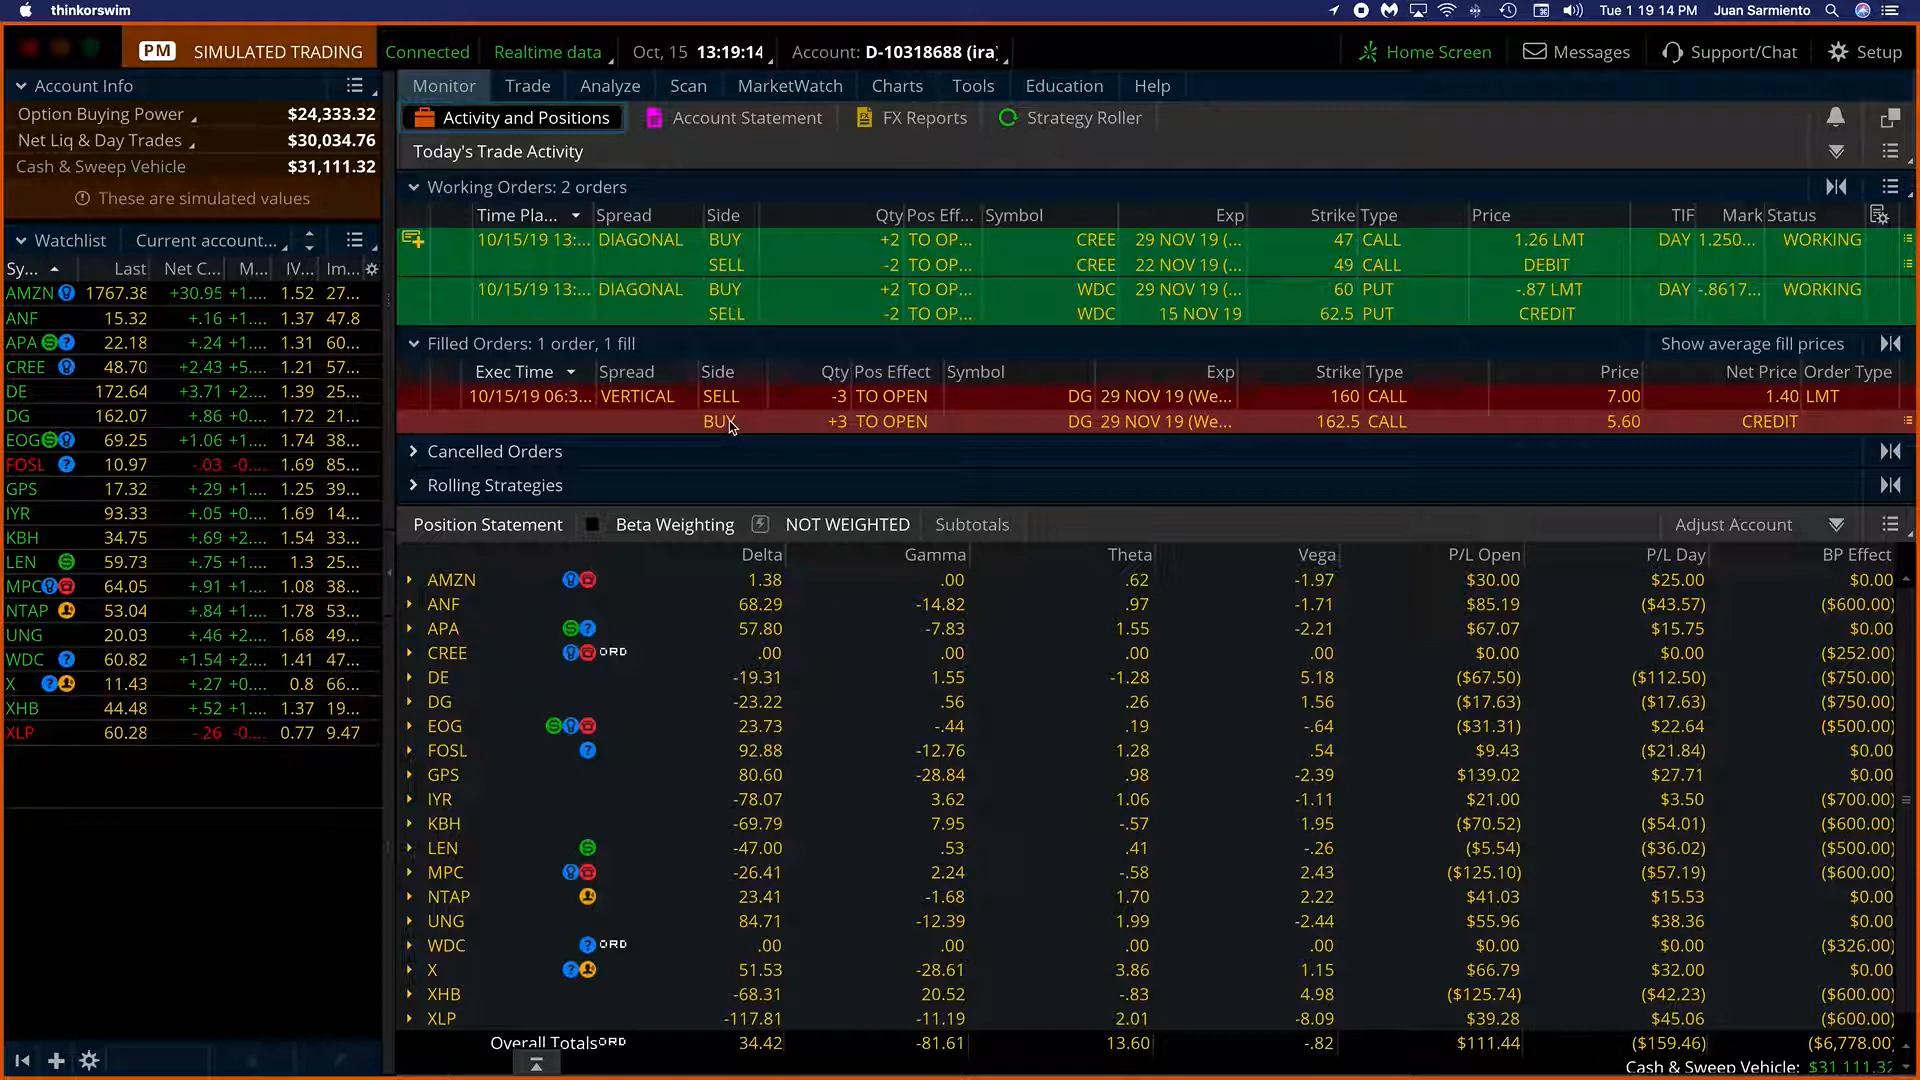 thinkorswim Tue 1 19 14 PM Juan Sarmiento
PM SIMULATED TRADING Connected Realtime data Oct, 15 13:19:14 Account: D-10318688 (ira) Home Screen Messages Support/Chat Setup
Account Info
Option Buying Power $24,333.32
Net Liq & Day Trades $30,034.76
Cash & Sweep Vehicle $31,111.32
These are simulated values
Watchlist Current account...
Sy... Last Net C... M... IV... Im...
AMZN 1767.38 +30.95 +1.... 1.52 27...
ANF 15.32 +.16 +1.... 1.37 47.8
APA 22.18 +.24 +1.... 1.31 60...
CREE 48.70 +2.43 +5.... 1.21 57...
DE 172.64 +3.71 +2.... 1.39 25...
DG 162.07 +.86 +0.... 1.72 21...
EOG 69.25 +1.06 +1.... 1.74 38...
FOSL 10.97 -.03 -0.... 1.69 85...
GPS 17.32 +.29 +1.... 1.25 39...
IYR 93.33 +.05 +0.... 1.69 14...
KBH 34.75 +.69 +2.... 1.54 33...
LEN 59.73 +.75 +1.... 1.3 25...
MPC 64.05 +.91 +1.... 1.08 38...
NTAP 53.04 +.84 +1.... 1.78 53...
UNG 20.03 +.46 +2.... 1.68 49...
WDC 60.82 +1.54 +2.... 1.41 47...
X 11.43 +.27 +0.... 0.8 66...
XHB 44.48 +.52 +1.... 1.37 19...
XLP 60.28 -.26 -0.... 0.77 9.47
Monitor Trade Analyze Scan MarketWatch Charts Tools Education Help
Activity and Positions Account Statement FX Reports Strategy Roller
Today's Trade Activity
Working Orders: 2 orders
Time Pla... Spread Side Qty Pos Eff... Symbol Exp Strike Type Price TIF Mark Status
10/15/19 13:... DIAGONAL BUY +2 TO OP... CREE 29 NOV 19 (... 47 CALL 1.26 LMT DAY 1.250... WORKING
SELL -2 TO OP... CREE 22 NOV 19 (... 49 CALL DEBIT
10/15/19 13:... DIAGONAL BUY +2 TO OP... WDC 29 NOV 19 (... 60 PUT -.87 LMT DAY -.8617... WORKING
SELL -2 TO OP... WDC 15 NOV 19 62.5 PUT CREDIT
Filled Orders: 1 order, 1 fill Show average fill prices
Exec Time Spread Side Qty Pos Effect Symbol Exp Strike Type Price Net Price Order Type
10/15/19 06:3... VERTICAL SELL -3 TO OPEN DG 29 NOV 19 (We... 160 CALL 7.00 1.40 LMT
BUY +3 TO OPEN DG 29 NOV 19 (We... 162.5 CALL 5.60 CREDIT
Cancelled Orders
Rolling Strategies
Position Statement Beta Weighting NOT WEIGHTED Subtotals Adjust Account
Delta Gamma Theta Vega P/L Open P/L Day BP Effect
AMZN 1.38 .00 .62 -1.97 $30.00 $25.00 $0.00
ANF 68.29 -14.82 .97 -1.71 $85.19 ($43.57) ($600.00)
APA 57.80 -7.83 1.55 -2.21 $67.07 $15.75 $0.00
CREE ORD .00 .00 .00 .00 $0.00 $0.00 ($252.00)
DE -19.31 1.55 -1.28 5.18 ($67.50) ($112.50) ($750.00)
DG -23.22 .56 .26 1.56 ($17.63) ($17.63) ($750.00)
EOG 23.73 -.44 .19 -.64 ($31.31) $22.64 ($500.00)
FOSL 92.88 -12.76 1.28 .54 $9.43 ($21.84) $0.00
GPS 80.60 -28.84 .98 -2.39 $139.02 $27.71 $0.00
IYR -78.07 3.62 1.06 -1.11 $21.00 $3.50 ($700.00)
KBH -69.79 7.95 -.57 1.95 ($70.52) ($54.01) ($600.00)
LEN -47.00 .53 .41 -.26 ($5.54) ($36.02) ($500.00)
MPC -26.41 2.24 -.58 2.43 ($125.10) ($57.19) ($600.00)
NTAP 23.41 -1.68 1.70 2.22 $41.03 $15.53 $0.00
UNG 84.71 -12.39 1.99 -2.44 $55.96 $38.36 $0.00
WDC ORD .00 .00 .00 .00 $0.00 $0.00 ($326.00)
X 51.53 -28.61 3.86 1.15 $66.79 $32.00 $0.00
XHB -68.31 20.52 -.83 4.98 ($125.74) ($42.23) ($600.00)
XLP -117.81 -11.19 2.01 -8.09 $39.28 $45.06 ($600.00)
Overall Totals ORD 34.42 -81.61 13.60 -.82 $111.44 ($159.46) ($6,778.00)
Cash & Sweep Vehicle: $31,111.32